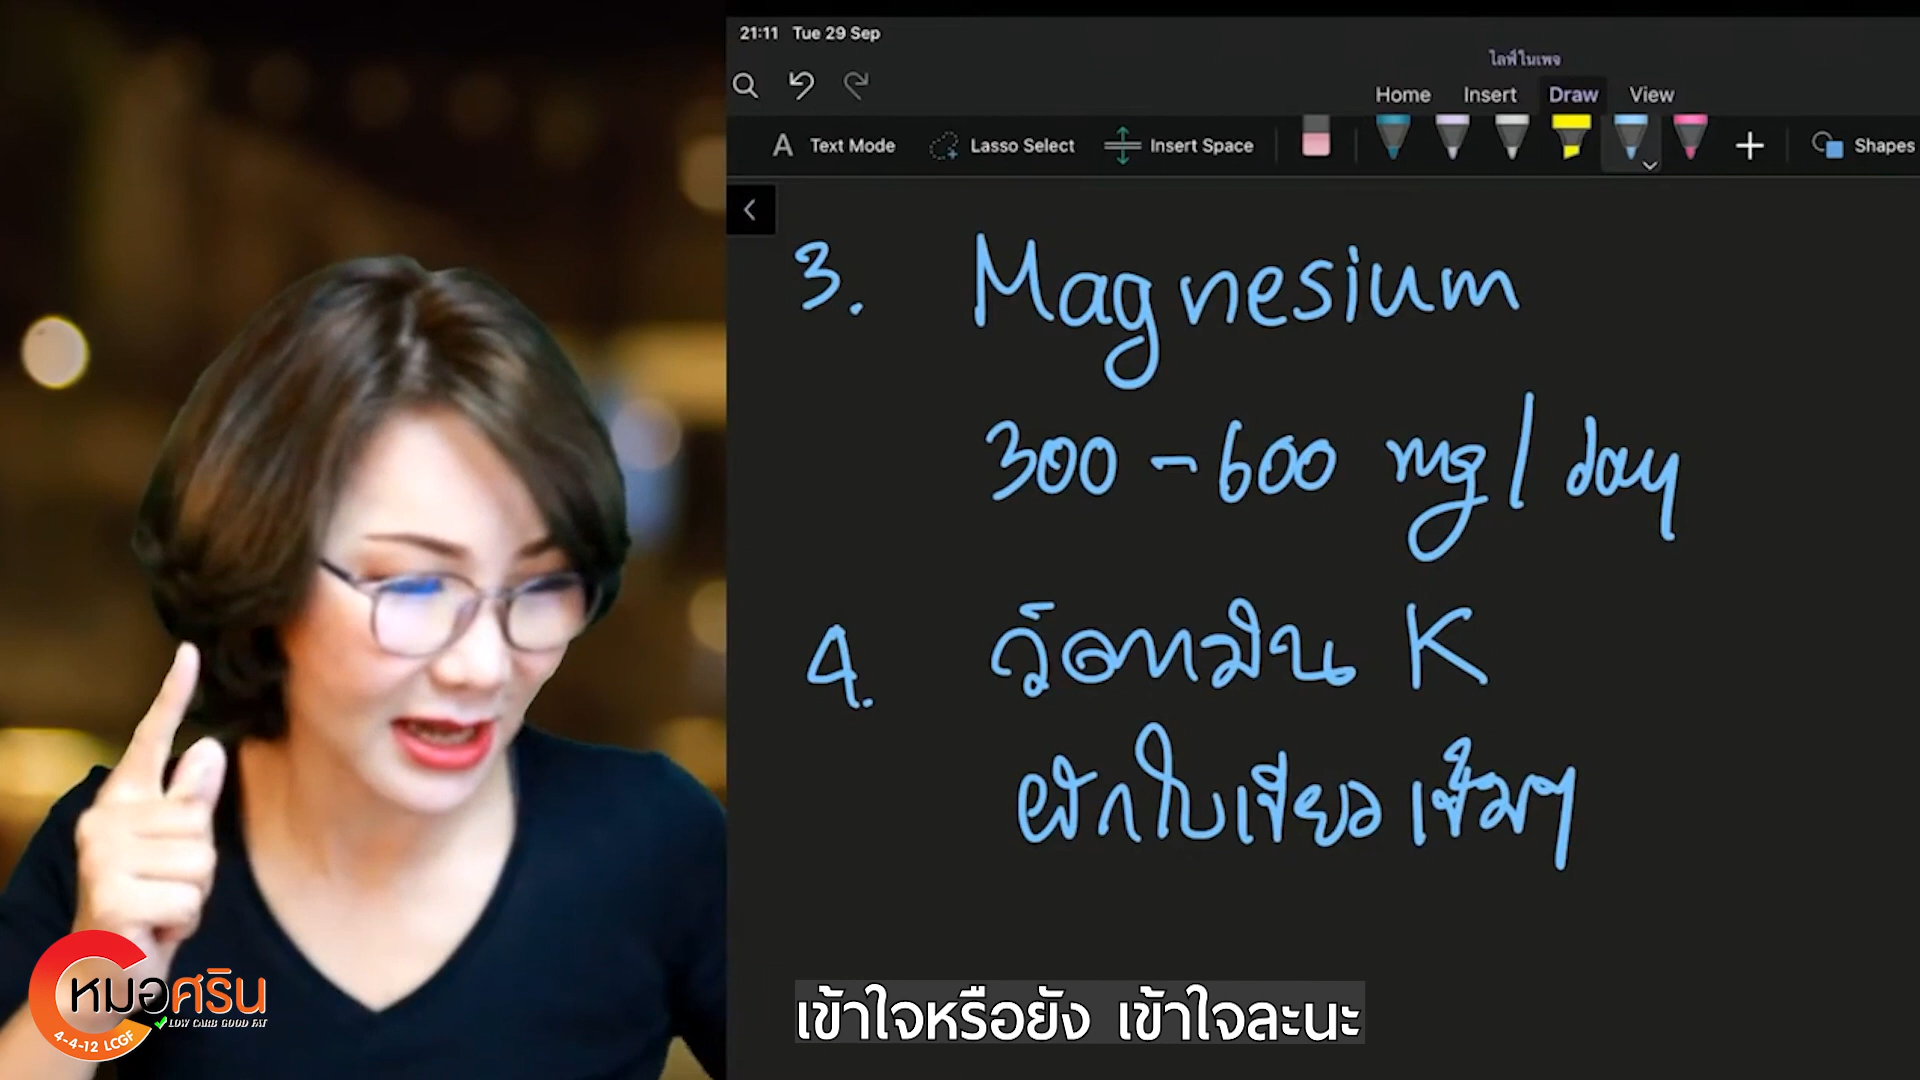 21:11 Tue 29 Sep
ไลฟ์ในเพจ
Home Insert Draw View
A Text Mode Lasso Select Insert Space Shapes
3. Magnesium
300-600 mg/day
4. วิตามิน K
ผักใบเขียวเข้มๆ
หมอศริน
LOW CARB GOOD FAT
4-4-12 LCGF
เข้าใจหรือยัง เข้าใจละนะ